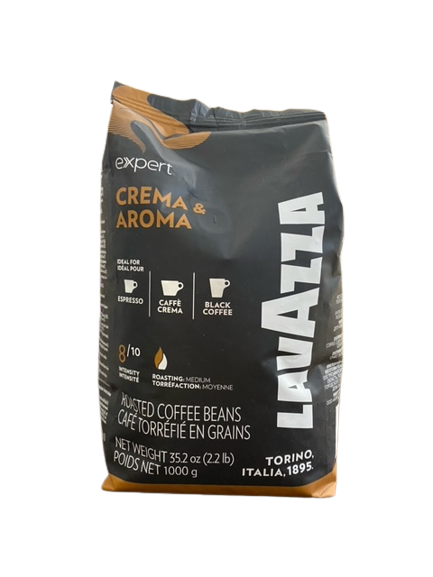 expert
CREMA &
AROMA
IDEAL FOR
IDÉAL POUR
ESPRESSO
CAFFÈ
CREMA
BLACK
COFFEE
8/10
INTENSITY
INTENSITÉ
ROASTING: MEDIUM
TORRÉFACTION: MOYENNE
ROASTED COFFEE BEANS
CAFÉ TORRÉFIÉ EN GRAINS
NET WEIGHT 35.2 oz (2.2 lb)
POIDS NET 1000 g
LAVAZZA
TORINO,
ITALIA, 1895.